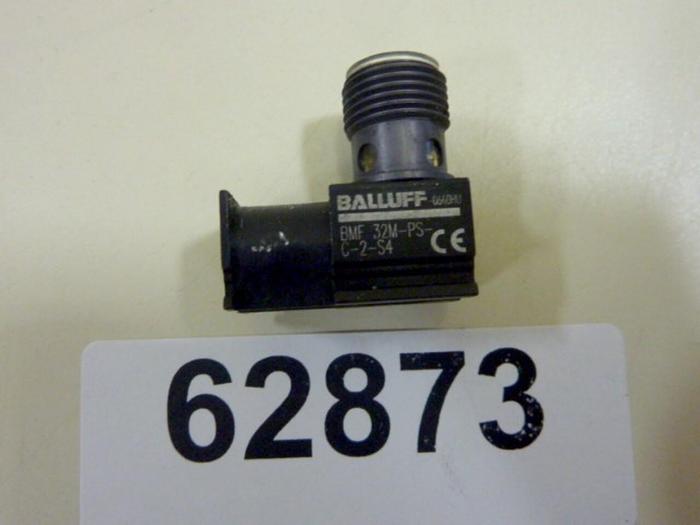 BALLUFF
BMF 32M-PS-
C-2-S4 CE
62873